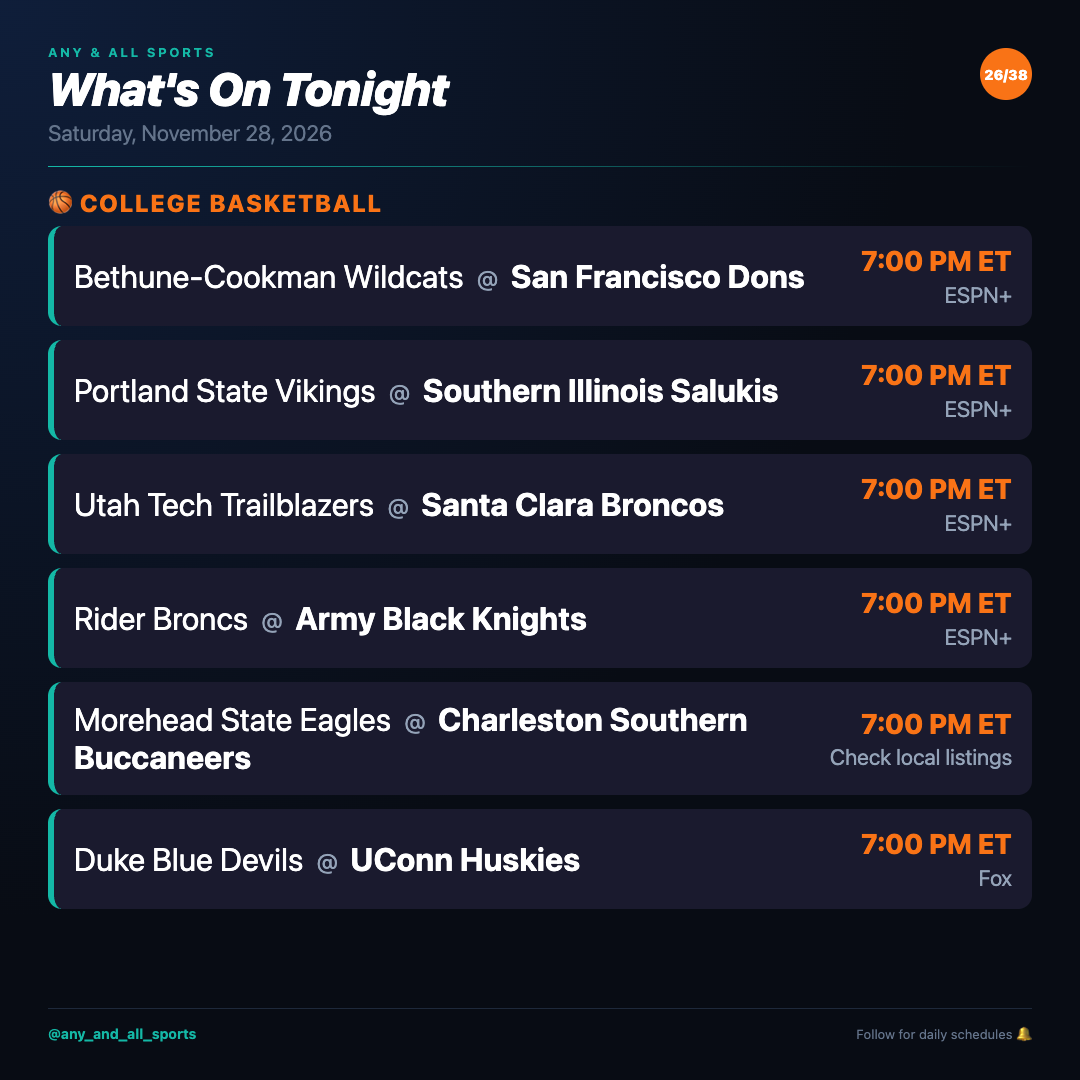 ANY & ALL SPORTS
What's On Tonight
26/38
Saturday, November 28, 2026
🏀 COLLEGE BASKETBALL
Bethune-Cookman Wildcats @ San Francisco Dons
7:00 PM ET
ESPN+
Portland State Vikings @ Southern Illinois Salukis
7:00 PM ET
ESPN+
Utah Tech Trailblazers @ Santa Clara Broncos
7:00 PM ET
ESPN+
Rider Broncs @ Army Black Knights
7:00 PM ET
ESPN+
Morehead State Eagles @ Charleston Southern
Buccaneers
7:00 PM ET
Check local listings
Duke Blue Devils @ UConn Huskies
7:00 PM ET
Fox
@any_and_all_sports
Follow for daily schedules 🔔